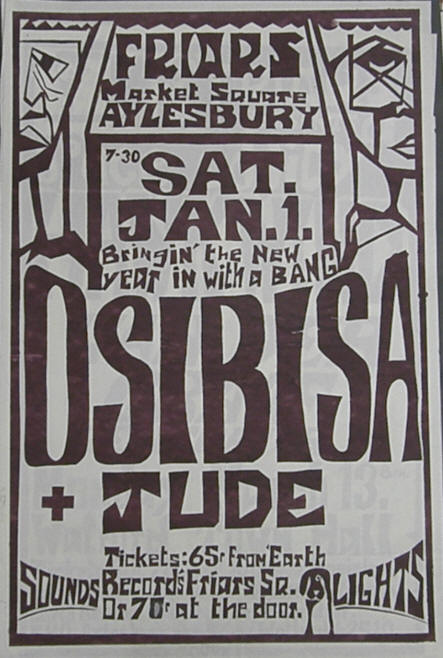 FRIARS
Market Square
AYLESBURY
7-30 SAT.
JAN.1.
Bringin' the New
year in with a BANG
OSIBISA
+ JUDE
Tickets: 65p from Earth
Records Friars Sq.
Or 70p at the door.
SOUNDS
LIGHTS